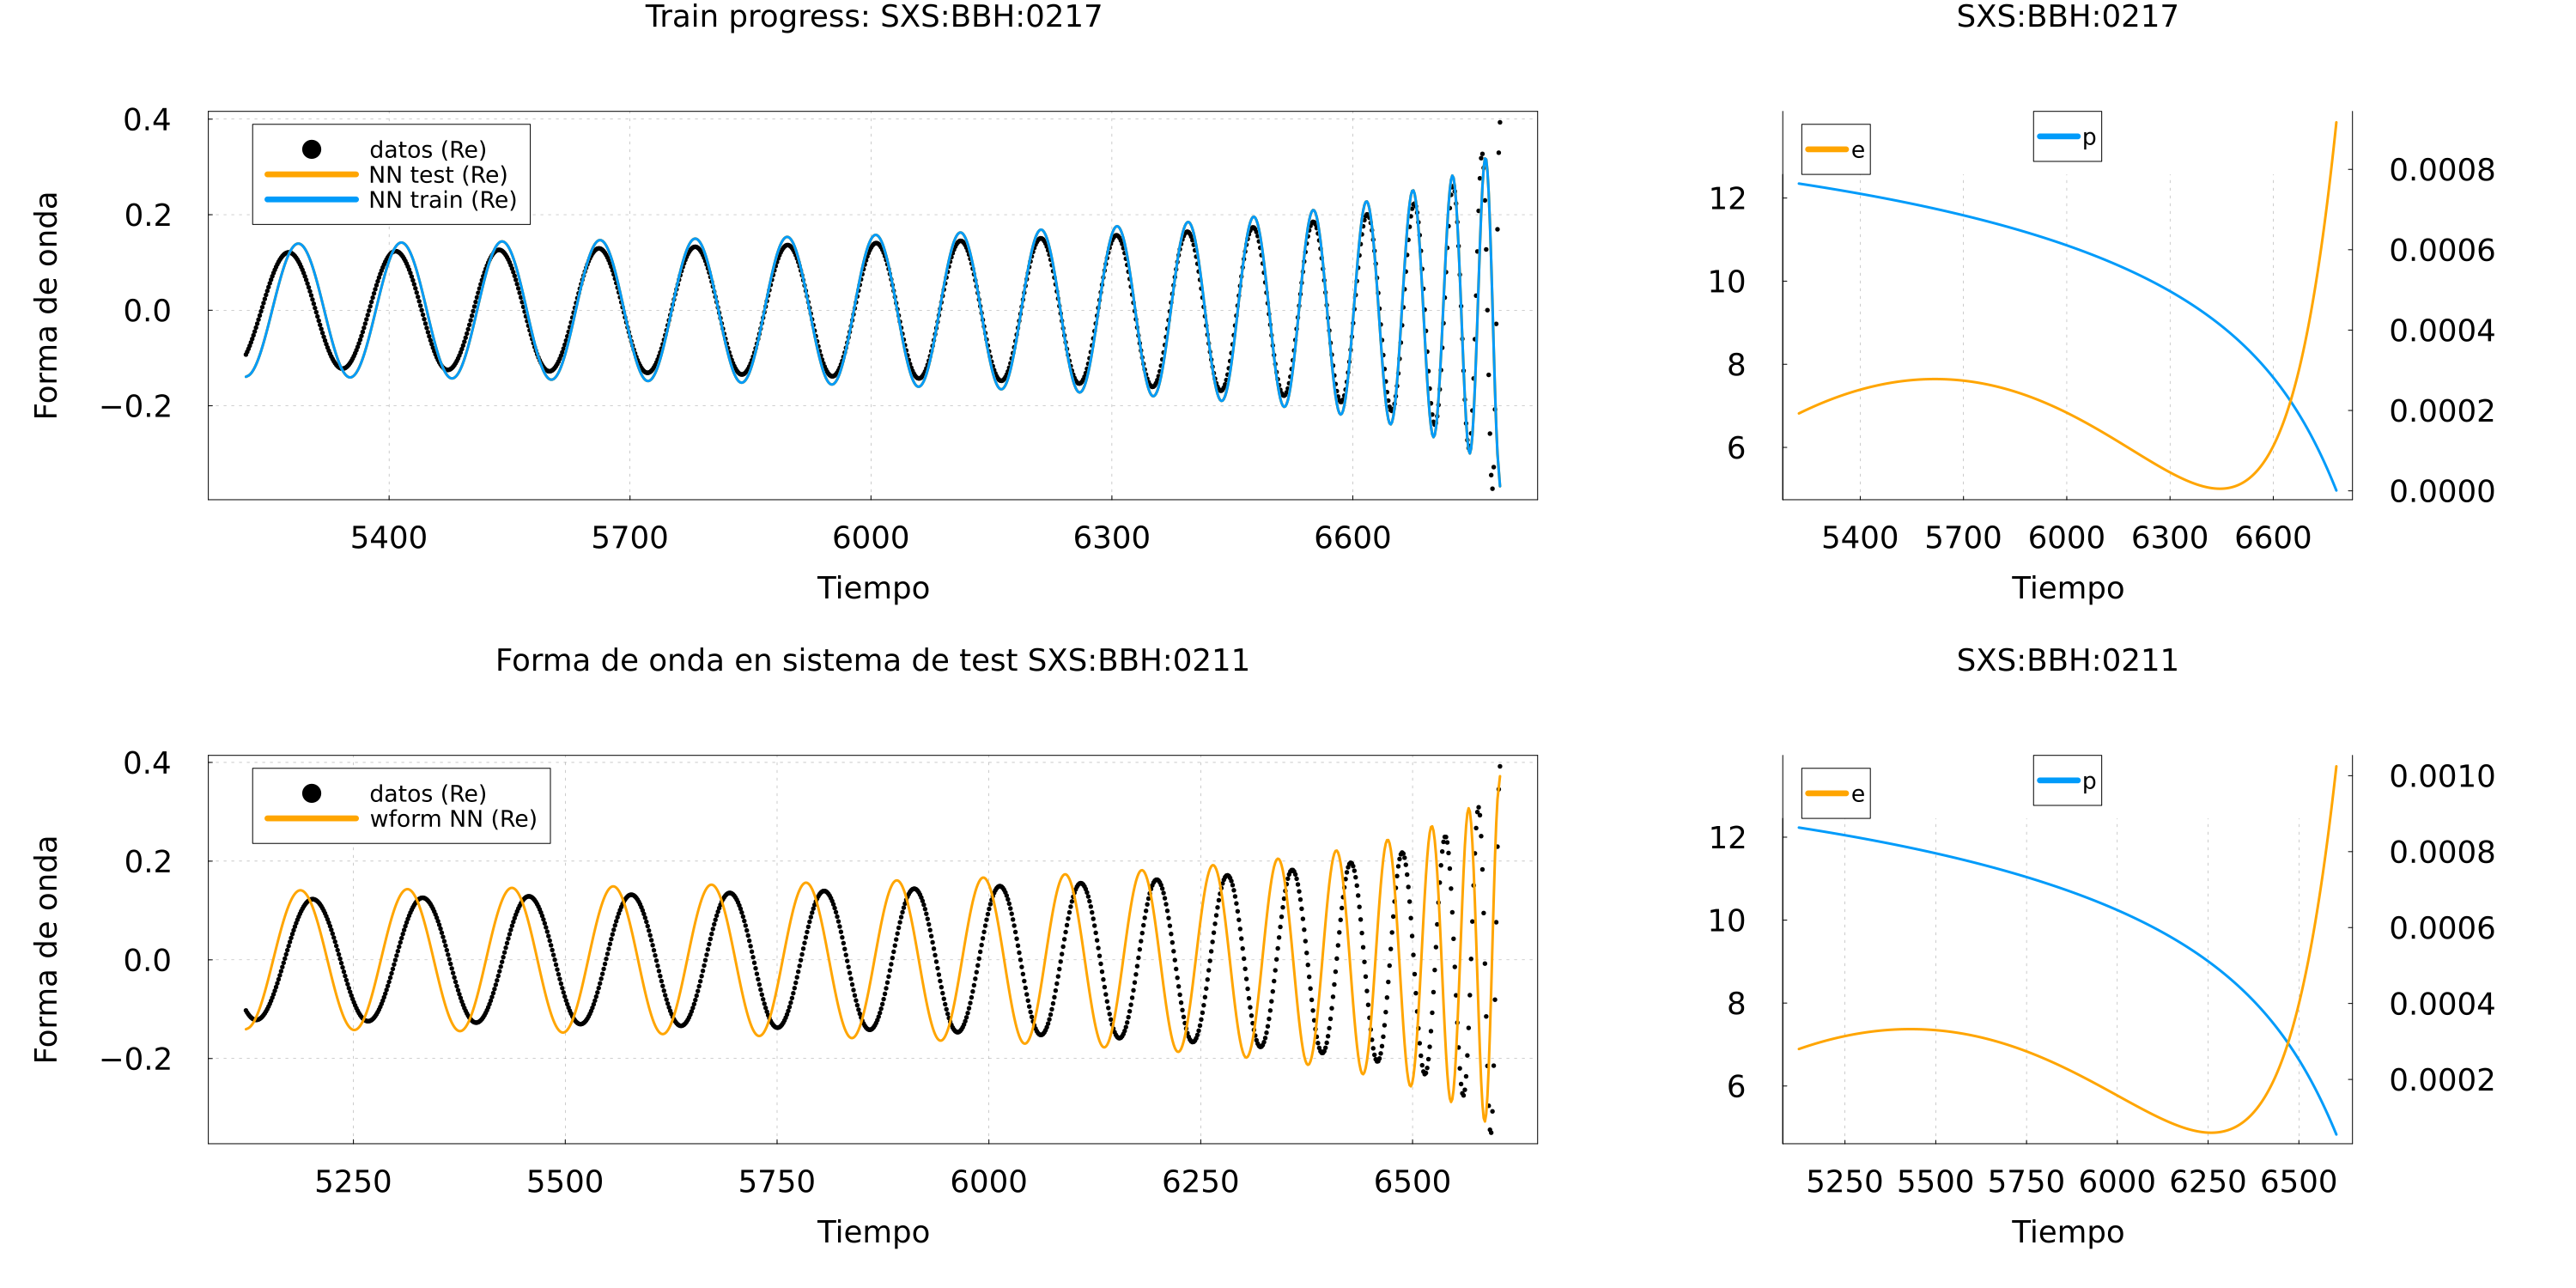 Train progress: SXS:BBH:0217
Forma de onda
0.4
0.2
0.0
−0.2
datos (Re)
NN test (Re)
NN train (Re)
5400 5700 6000 6300 6600
Tiempo
SXS:BBH:0217
12
10
8
6
e
p
0.0008
0.0006
0.0004
0.0002
0.0000
5400 5700 6000 6300 6600
Tiempo
Forma de onda en sistema de test SXS:BBH:0211
Forma de onda
0.4
0.2
0.0
−0.2
datos (Re)
wform NN (Re)
5250 5500 5750 6000 6250 6500
Tiempo
SXS:BBH:0211
12
10
8
6
e
p
0.0010
0.0008
0.0006
0.0004
0.0002
5250 5500 5750 6000 6250 6500
Tiempo